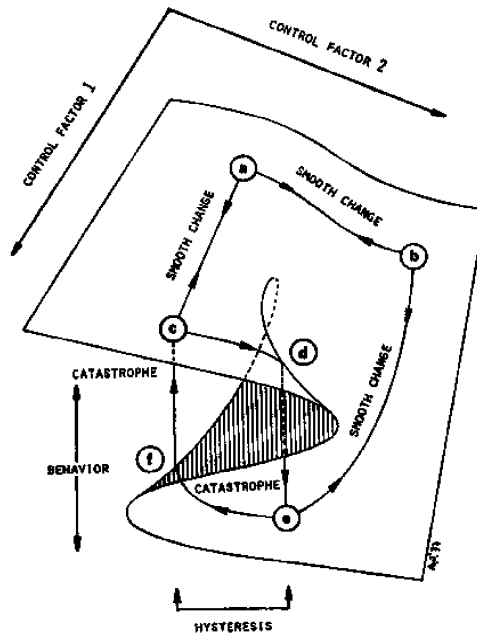 CONTROL FACTOR 2
CONTROL FACTOR 1
a
SMOOTH CHANGE
b
SMOOTH CHANGE
c
d
CATASTROPHE
SMOOTH CHANGE
BEHAVIOR
f
CATASTROPHE
e
HYSTERESIS